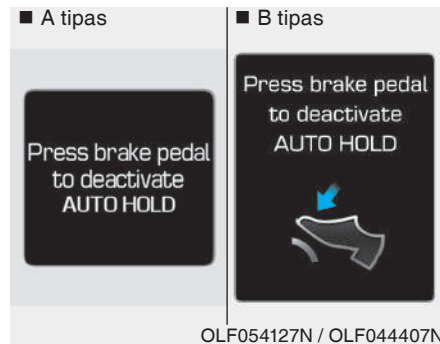 ■ A tipas
Press brake pedal
to deactivate
AUTO HOLD
■ B tipas
Press brake pedal
to deactivate
AUTO HOLD
OLF054127N / OLF044407N